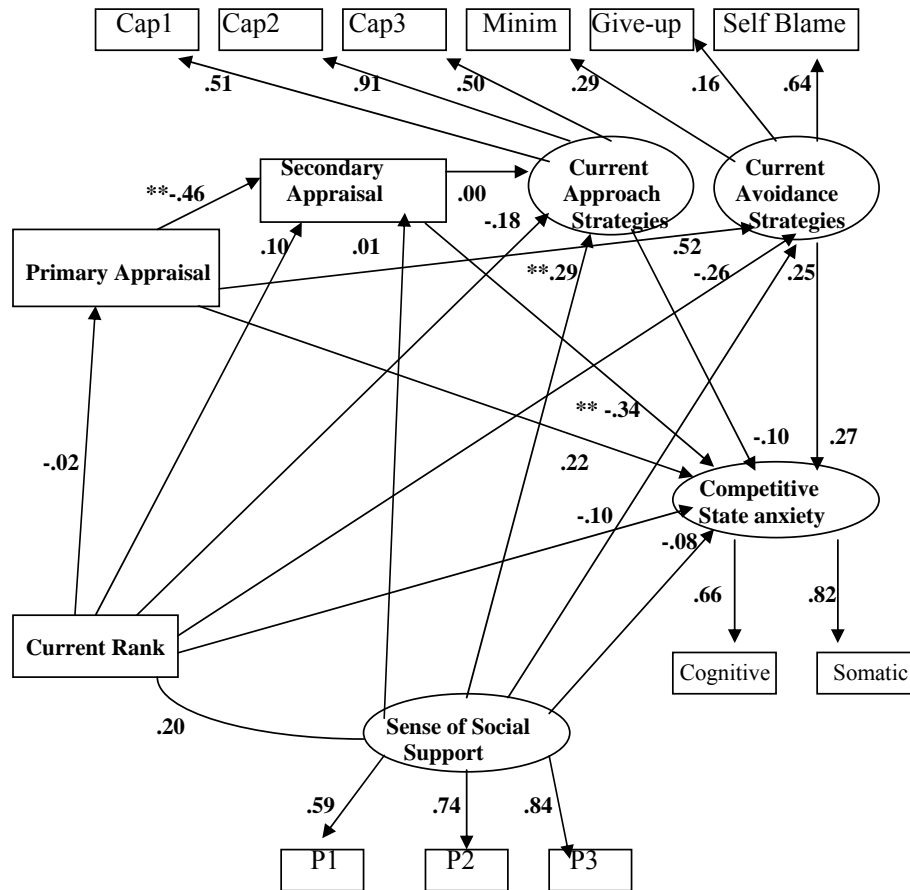 Cap1 Cap2 Cap3 Minim Give-up Self Blame
.51 .91 .50 .29 .16 .64
Secondary
Appraisal
Current
Approach
Strategies
Current
Avoidance
Strategies
**-.46
.00
-.18
.10
.01
Primary Appraisal
**.29
.52
-.26
.25
** -.34
-.02
.22
-.10
.27
Competitive
State anxiety
-.10
-.08
.66
.82
Current Rank
Cognitive
Somatic
.20
Sense of Social
Support
.59
.74
.84
P1
P2
P3